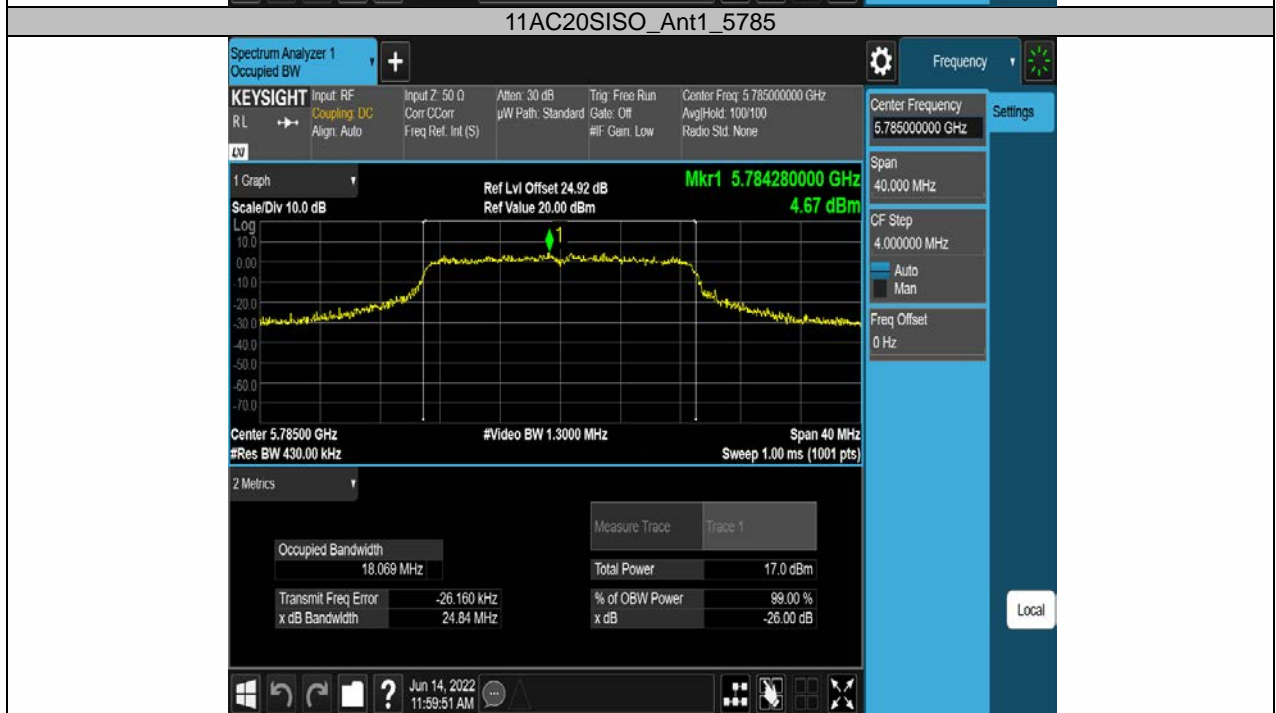 11AC20SISO_Ant1_5785
Spectrum Analyzer 1
Occupied BW
+
Frequency
KEYSIGHT
RL
LXI
Input: RF
Coupling: DC
Align: Auto
Input Z: 50 Ω
Corr CCorr
Freq Ref: Int (S)
Atten: 30 dB
µW Path: Standard
Trig: Free Run
Gate: Off
#IF Gain: Low
Center Freq: 5.785000000 GHz
Avg|Hold: 100/100
Radio Std: None
1 Graph
Scale/Div 10.0 dB
Ref Lvl Offset 24.92 dB
Ref Value 20.00 dBm
Mkr1 5.784280000 GHz
4.67 dBm
Log
10.0
0.00
-10.0
-20.0
-30.0
-40.0
-50.0
-60.0
-70.0
1
Center 5.78500 GHz
#Video BW 1.3000 MHz
Span 40 MHz
#Res BW 430.00 kHz
Sweep 1.00 ms (1001 pts)
2 Metrics
Measure Trace
Trace 1
Occupied Bandwidth
18.069 MHz
Total Power
17.0 dBm
Transmit Freq Error
-26.160 kHz
% of OBW Power
99.00 %
x dB Bandwidth
24.84 MHz
x dB
-26.00 dB
Center Frequency
5.785000000 GHz
Settings
Span
40.000 MHz
CF Step
4.000000 MHz
Auto
Man
Freq Offset
0 Hz
Local
?
Jun 14, 2022
11:59:51 AM